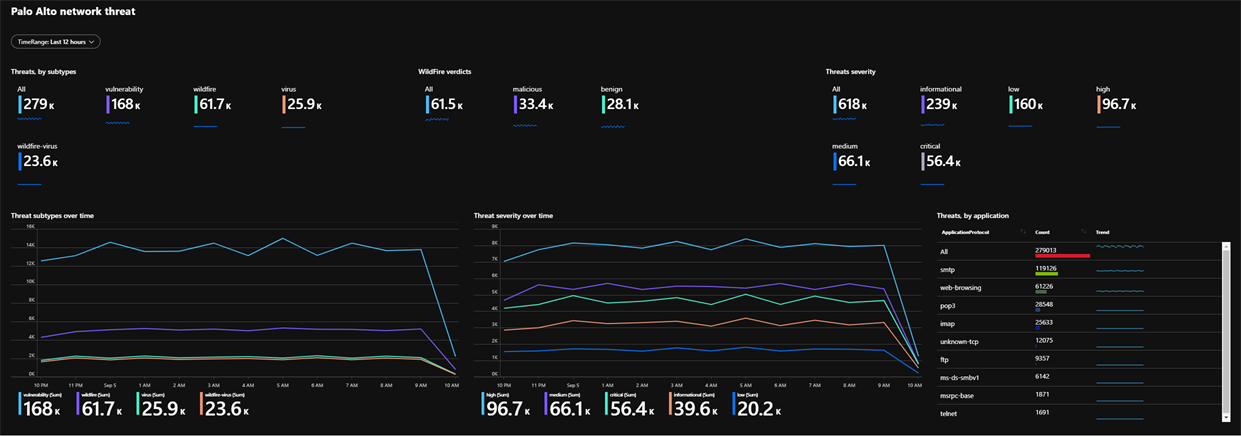 Palo Alto network threat
TimeRange: Last 12 hours
Threats, by subtypes
All
279 K
vulnerability
168 K
wildfire
61.7 K
virus
25.9 K
wildfire-virus
23.6 K
WildFire verdicts
All
61.5 K
malicious
33.4 K
benign
28.1 K
Threats severity
All
618 K
informational
239 K
low
160 K
high
96.7 K
medium
66.1 K
critical
56.4 K
Threat subtypes over time
16K
14K
12K
10K
8K
6K
4K
2K
0K
10 PM 11 PM Sep 5 1 AM 2 AM 3 AM 4 AM 5 AM 6 AM 7 AM 8 AM 9 AM 10 AM
vulnerability (Sum)
168 K
wildfire (Sum)
61.7 K
virus (Sum)
25.9 K
wildfire-virus (Sum)
23.6 K
Threat severity over time
9K
8K
7K
6K
5K
4K
3K
2K
1K
0K
10 PM 11 PM Sep 5 1 AM 2 AM 3 AM 4 AM 5 AM 6 AM 7 AM 8 AM 9 AM 10 AM
high (Sum)
96.7 K
medium (Sum)
66.1 K
critical (Sum)
56.4 K
informational (Sum)
39.6 K
low (Sum)
20.2 K
Threats, by application
ApplicationProtocol Count Trend
All 279013
smtp 119126
web-browsing 61226
pop3 28548
imap 25633
unknown-tcp 12075
ftp 9357
ms-ds-smbv1 6142
msrpc-base 1871
telnet 1691